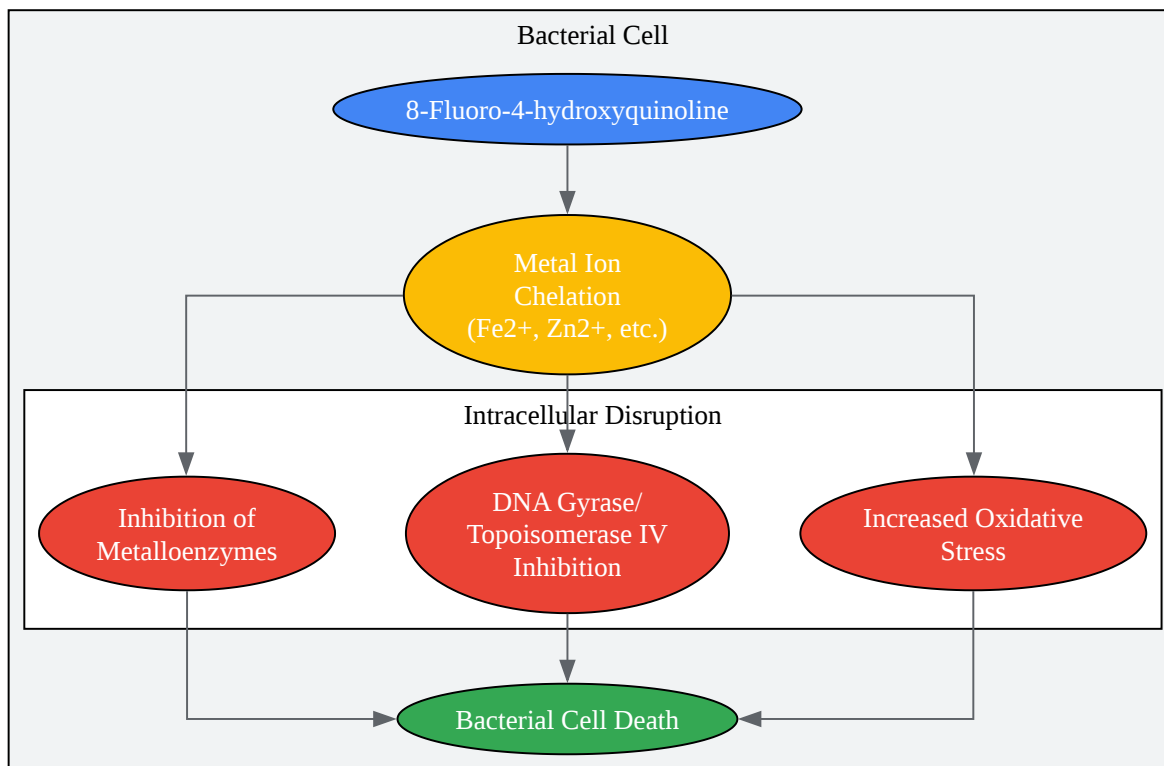 Bacterial Cell
8-Fluoro-4-hydroxyquinoline
Metal Ion
Chelation
(Fe2+, Zn2+, etc.)
Intracellular Disruption
Inhibition of
Metalloenzymes
DNA Gyrase/
Topoisomerase IV
Inhibition
Increased Oxidative
Stress
Bacterial Cell Death